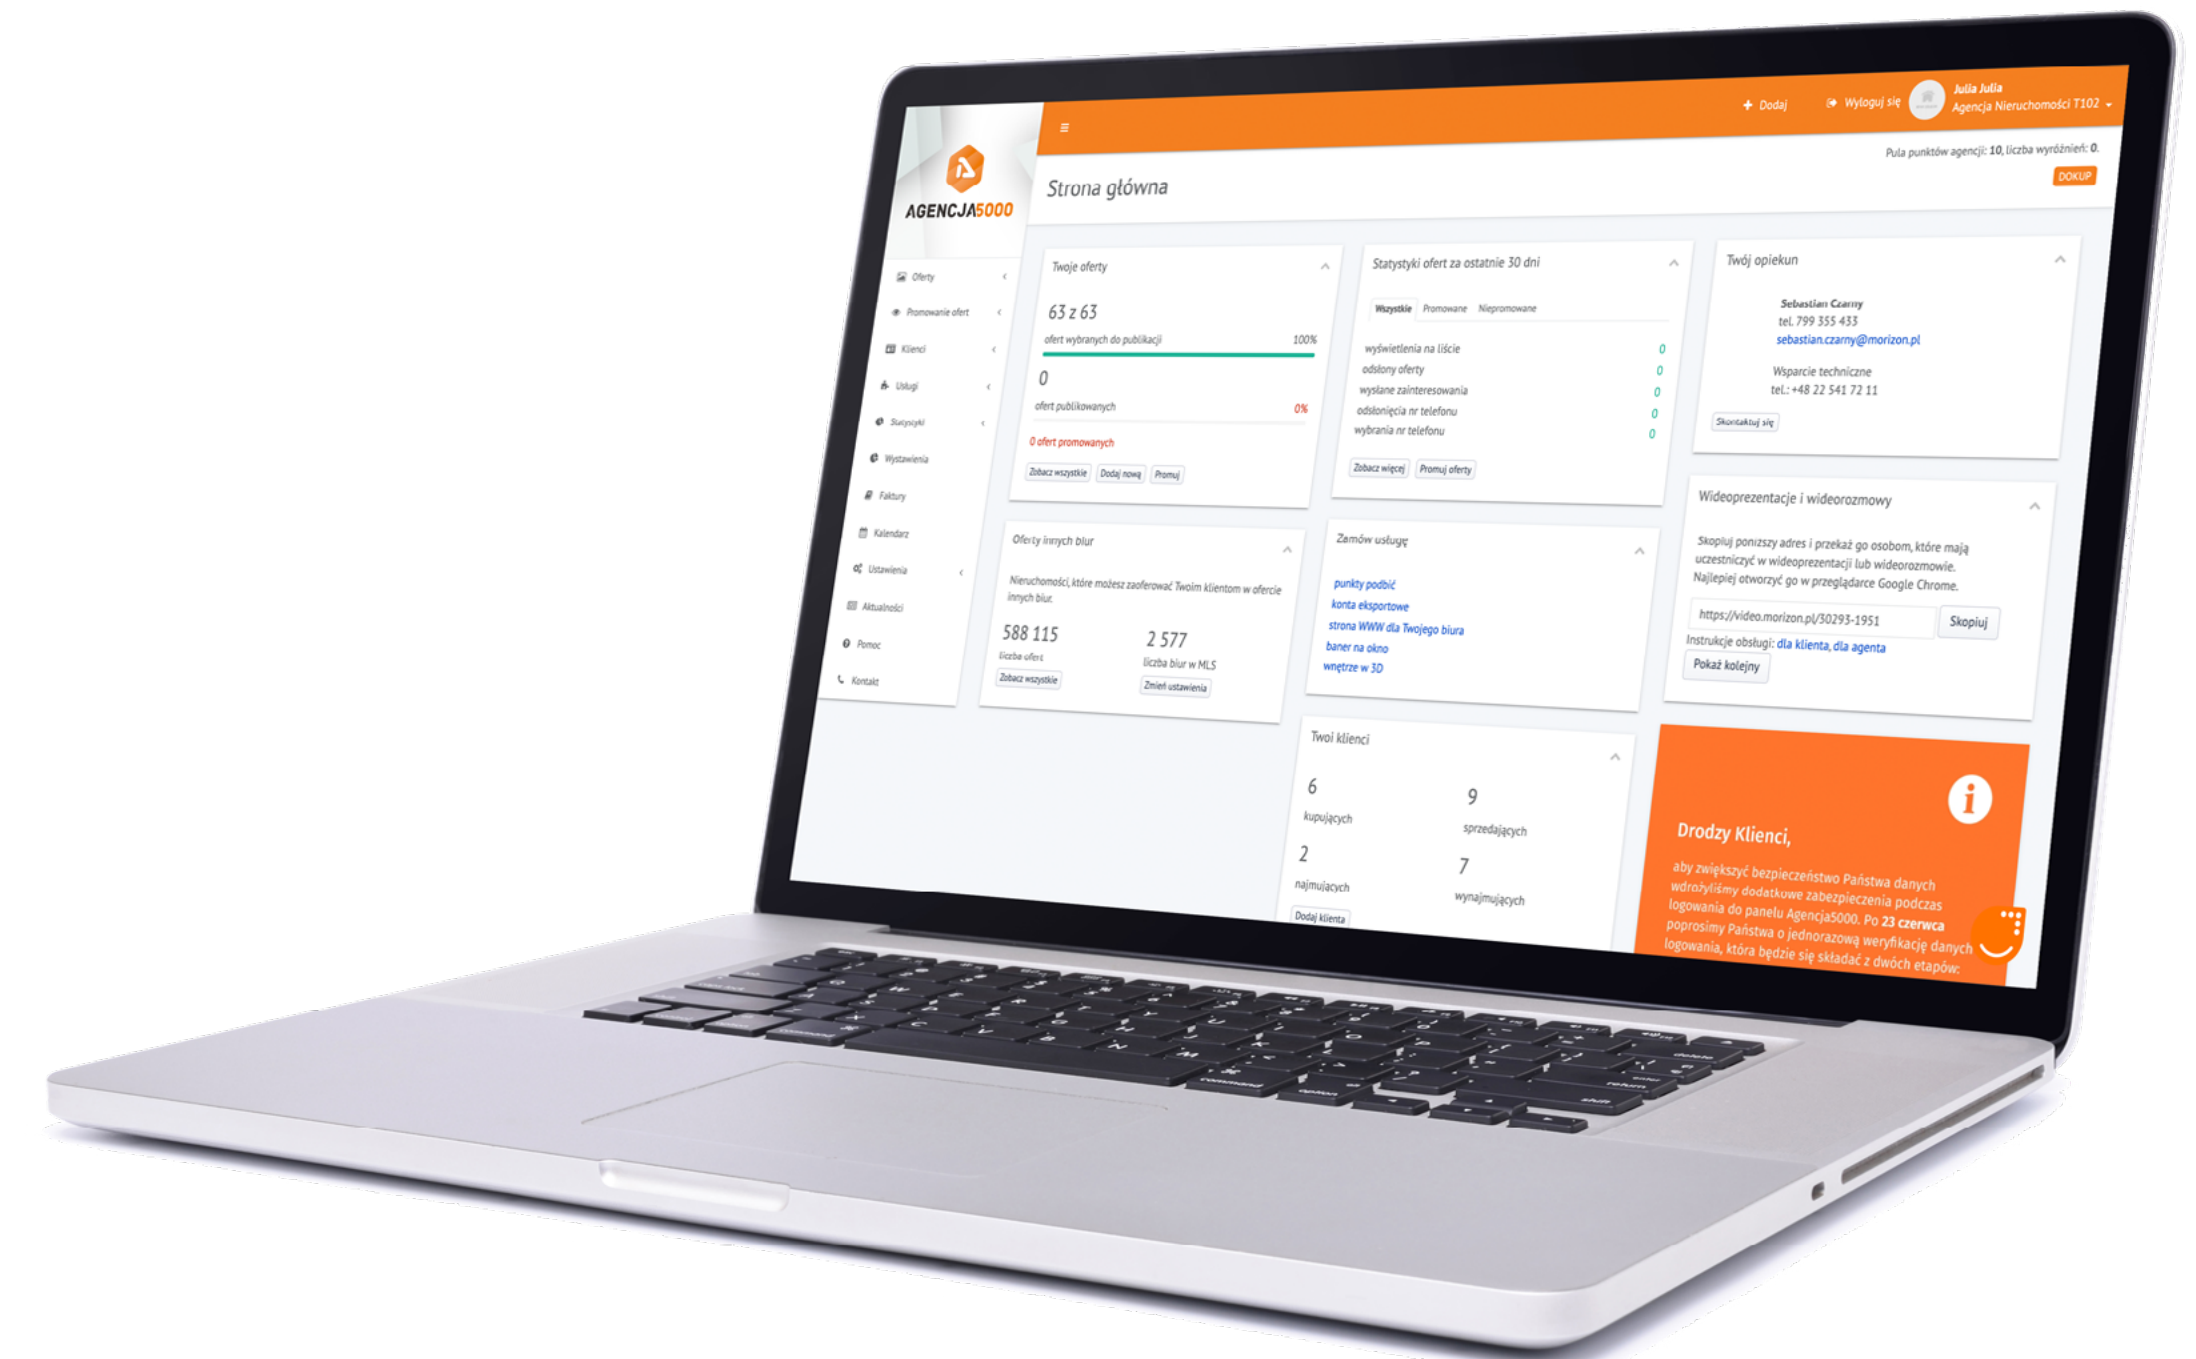 AGENCJA5000
Dodaj
Wyloguj się
Julia Julia
Agencja Nieruchomości T102
Strona główna
Pula punktów agencji: 10, liczba wyróżnień: 0.
DOKUP
Oferty
Promowanie ofert
Klienci
Usługi
Statystyki
Wystawienia
Faktury
Kalendarz
Ustawienia
Aktualności
Pomoc
Kontakt
Twoje oferty
63 z 63
ofert wybranych do publikacji 100%
0
ofert publikowanych 0%
0 ofert promowanych
Zobacz wszystkie Dodaj nową Promuj
Statystyki ofert za ostatnie 30 dni
Wszystkie Promowane Niepromowane
wyświetlenia na liście 0
odsłony oferty 0
wysłane zainteresowania 0
odsłonięcia nr telefonu 0
wybrania nr telefonu 0
Zobacz więcej Promuj oferty
Twój opiekun
Sebastian Czarny
tel. 799 355 433
sebastian.czarny@morizon.pl
Wsparcie techniczne
tel.: +48 22 541 72 11
Skontaktuj się
Oferty innych biur
Nieruchomości, które możesz zaoferować Twoim klientom w ofercie
innych biur.
588 115 2 577
liczba ofert liczba biur w MLS
Zobacz wszystkie Zmień ustawienia
Zamów usługę
punkty podbić
konta eksportowe
strona WWW dla Twojego biura
baner na okno
wnętrze w 3D
Wideoprezentacje i wideorozmowy
Skopiuj poniższy adres i przekaż go osobom, które mają
uczestniczyć w wideoprezentacji lub wideorozmowie.
Najlepiej otworzyć go w przeglądarce Google Chrome.
https://video.morizon.pl/30293-1951 Skopiuj
Instrukcje obsługi: dla klienta, dla agenta
Pokaż kolejny
Twoi klienci
6 9
kupujących sprzedających
2 7
najmujących wynajmujących
Dodaj klienta
Drodzy Klienci,
aby zwiększyć bezpieczeństwo Państwa danych
wdrożyliśmy dodatkowe zabezpieczenia podczas
logowania do panelu Agencja5000. Po 23 czerwca
poprosimy Państwa o jednorazową weryfikację danych
logowania, która będzie się składać z dwóch etapów:
delete
return
shift
command
command option